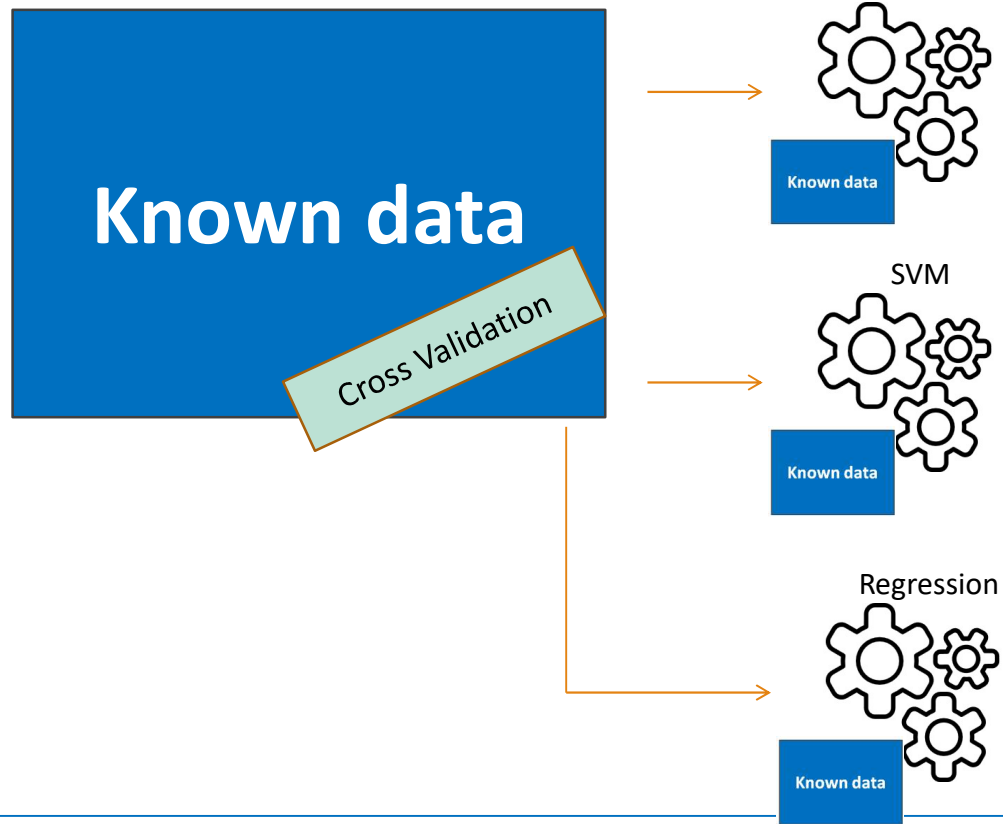 Known data
Cross Validation
Known data
SVM
Known data
Regression
Known data